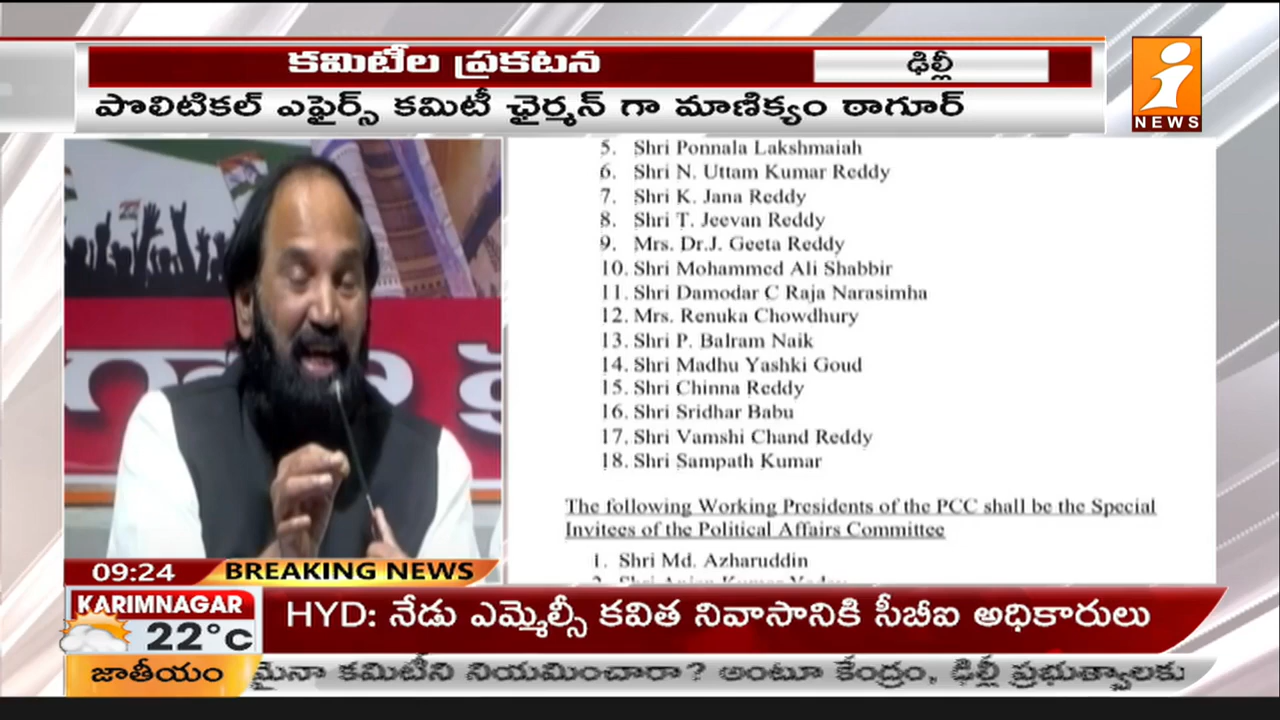 కమిటీల ప్రకటన
ఢిల్లీ
పొలిటికల్ ఎఫైర్స్ కమిటీ ఛైర్మన్ గా మాణిక్యం ఠాగూర్
i
NEWS
5. Shri Ponnala Lakshmaiah
6. Shri N. Uttam Kumar Reddy
7. Shri K. Jana Reddy
8. Shri T. Jeevan Reddy
9. Mrs. Dr.J. Geeta Reddy
10. Shri Mohammed Ali Shabbir
11. Shri Damodar C Raja Narasimha
12. Mrs. Renuka Chowdhury
13. Shri P. Balram Naik
14. Shri Madhu Yashki Goud
15. Shri Chinna Reddy
16. Shri Sridhar Babu
17. Shri Vamshi Chand Reddy
18. Shri Sampath Kumar
The following Working Presidents of the PCC shall be the Special
Invitees of the Political Affairs Committee
1. Shri Md. Azharuddin
09:24 BREAKING NEWS
KARIMNAGAR
22°C
HYD: నేడు ఎమ్మెల్సీ కవిత నివాసానికి సీబీఐ అధికారులు
జాతీయం
మైనా కమిటీని నియమించారా? అంటూ కేంద్రం, ఢిల్లీ ప్రభుత్వాలకు